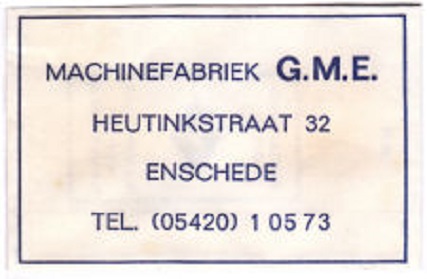 MACHINEFABRIEK G.M.E.
HEUTINKSTRAAT 32
ENSCHEDE
TEL. (05420) 1 05 73